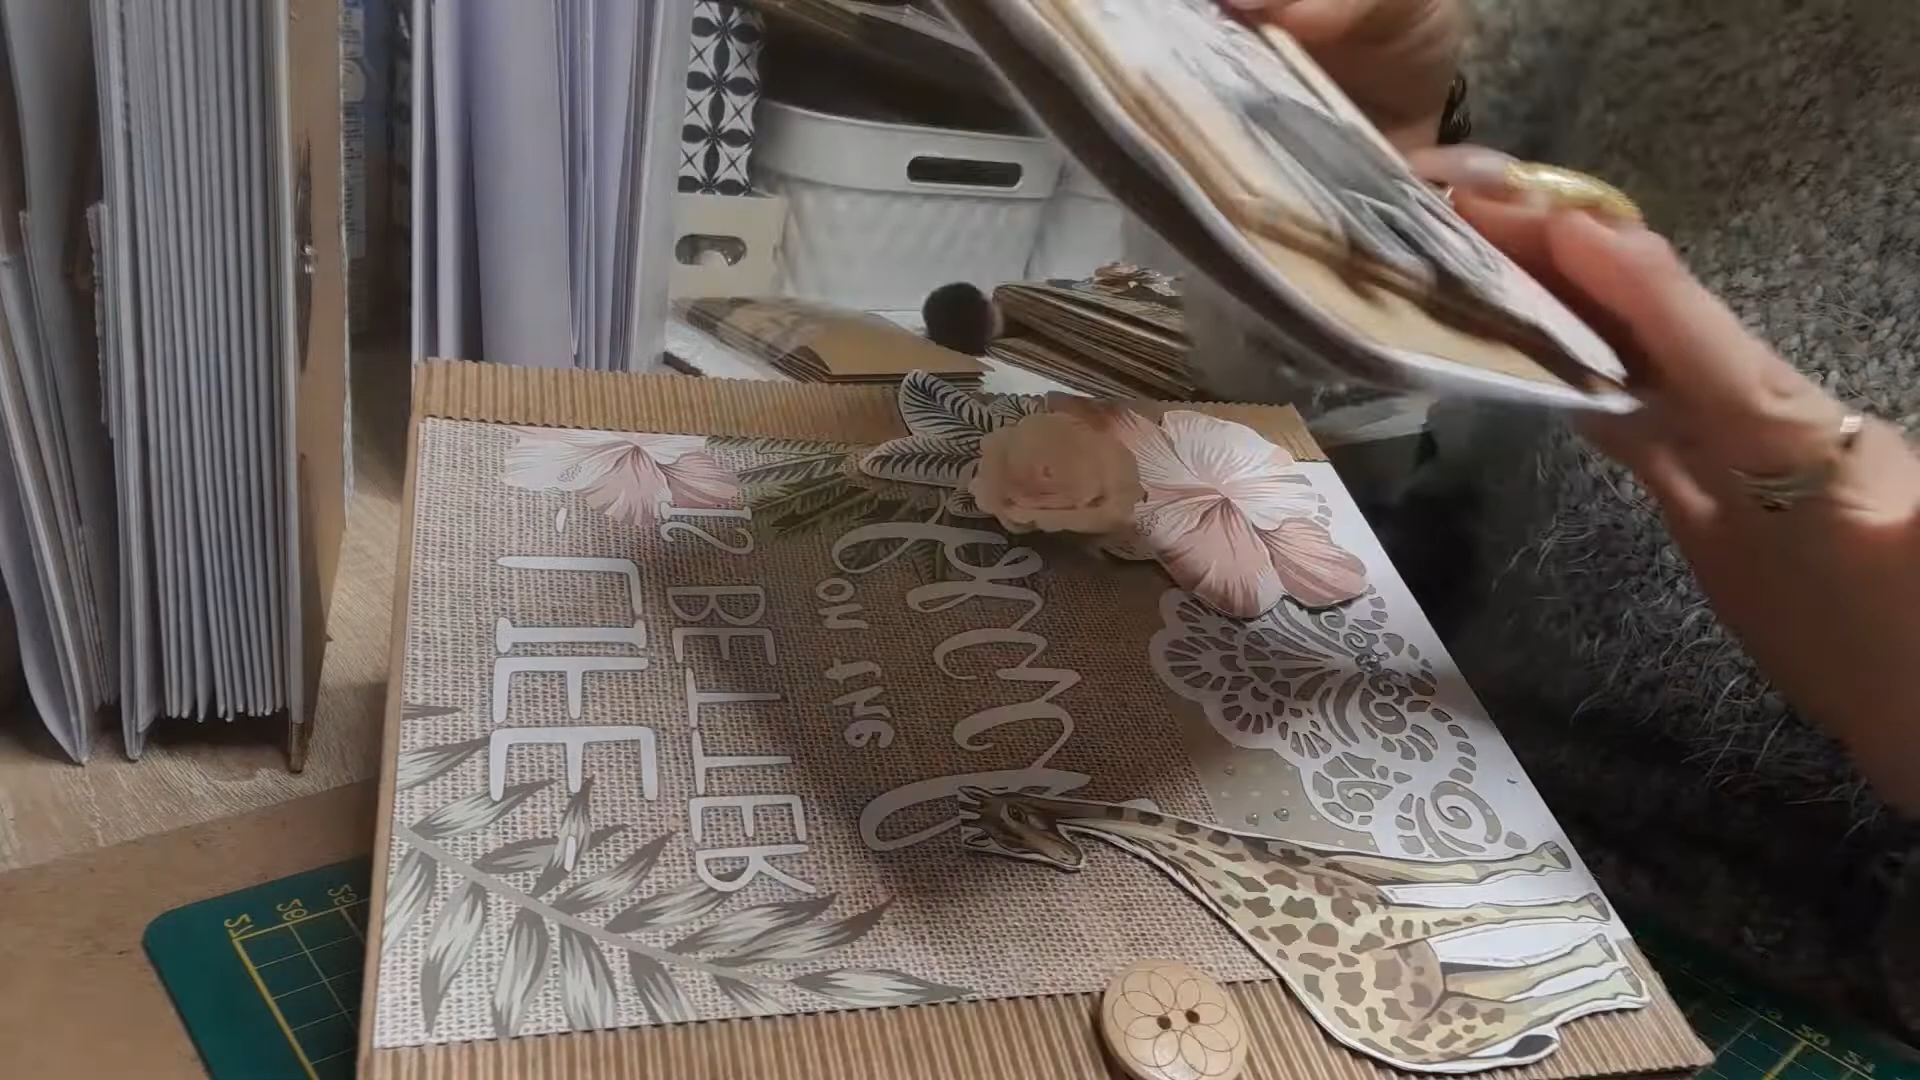 - LIFE -
IS BETTER
ON THE
beach